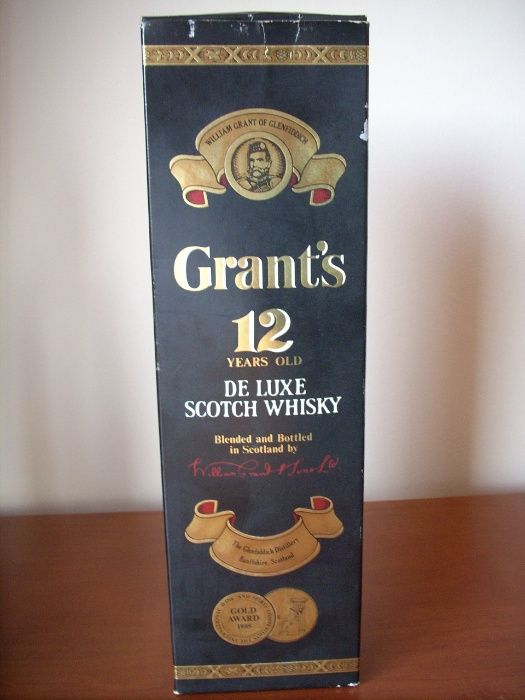 WILLIAM GRANT OF GLENFIDDICH
Grant's
12
YEARS OLD
DE LUXE
SCOTCH WHISKY
Blended and Bottled
in Scotland by
William Grant & Sons Ltd
The Glenfiddich Distillery
Banffshire, Scotland
GOLD
AWARD
1985